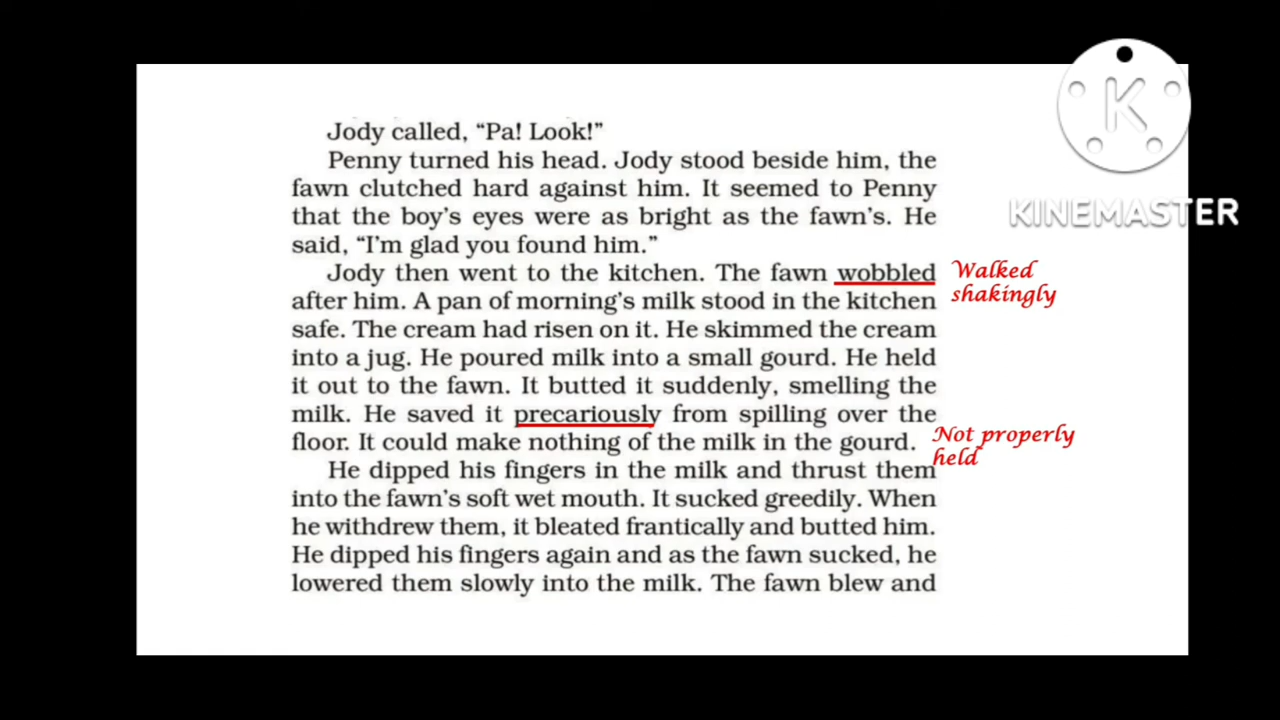 Jody called, “Pa! Look!”
Penny turned his head. Jody stood beside him, the
fawn clutched hard against him. It seemed to Penny
that the boy’s eyes were as bright as the fawn’s. He
said, “I’m glad you found him.”
Jody then went to the kitchen. The fawn wobbled
after him. A pan of morning’s milk stood in the kitchen
safe. The cream had risen on it. He skimmed the cream
into a jug. He poured milk into a small gourd. He held
it out to the fawn. It butted it suddenly, smelling the
milk. He saved it precariously from spilling over the
floor. It could make nothing of the milk in the gourd.
He dipped his fingers in the milk and thrust them
into the fawn’s soft wet mouth. It sucked greedily. When
he withdrew them, it bleated frantically and butted him.
He dipped his fingers again and as the fawn sucked, he
lowered them slowly into the milk. The fawn blew and
Walked
shakingly
Not properly
held
K
KINEMASTER